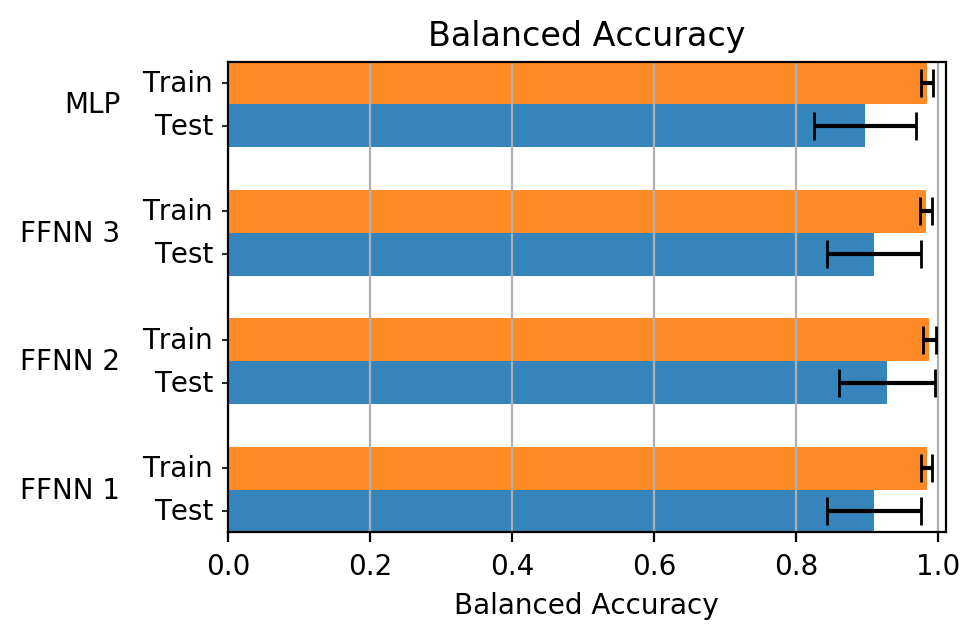 Balanced Accuracy
MLP
Train
Test
FFNN 3
Train
Test
FFNN 2
Train
Test
FFNN 1
Train
Test
0.0 0.2 0.4 0.6 0.8 1.0
Balanced Accuracy